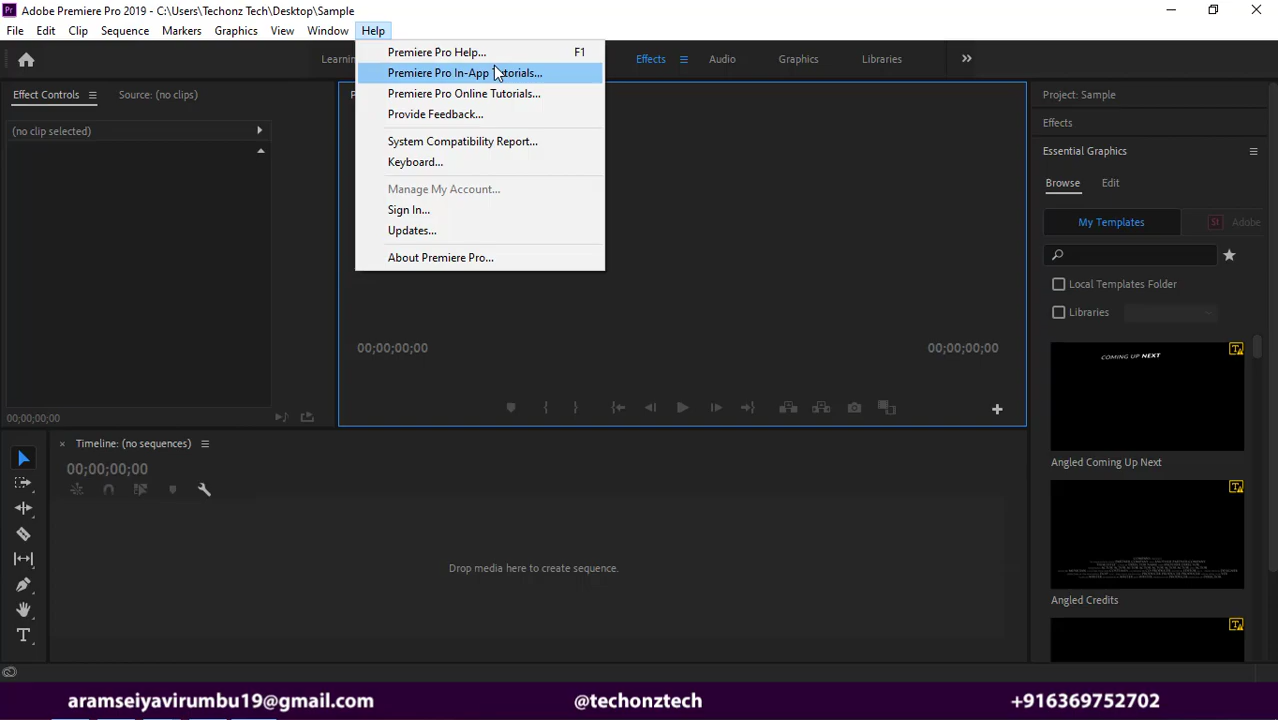 Adobe Premiere Pro 2019 - C:\Users\Techonz Tech\Desktop\Sample
File Edit Clip Sequence Markers Graphics View Window Help
Premiere Pro Help... F1
Premiere Pro In-App Tutorials...
Premiere Pro Online Tutorials...
Provide Feedback...
System Compatibility Report...
Keyboard...
Manage My Account...
Sign In...
Updates...
About Premiere Pro...
Learnin Effects Audio Graphics Libraries
Effect Controls Source: (no clips)
(no clip selected)
00;00;00;00
00;00;00;00 00;00;00;00
Project: Sample
Effects
Essential Graphics
Browse Edit
My Templates St Adobe
Local Templates Folder
Libraries
COMING UP NEXT
Angled Coming Up Next
Angled Credits
Timeline: (no sequences)
00;00;00;00
Drop media here to create sequence.
aramseiyavirumbu19@gmail.com @techonztech +916369752702